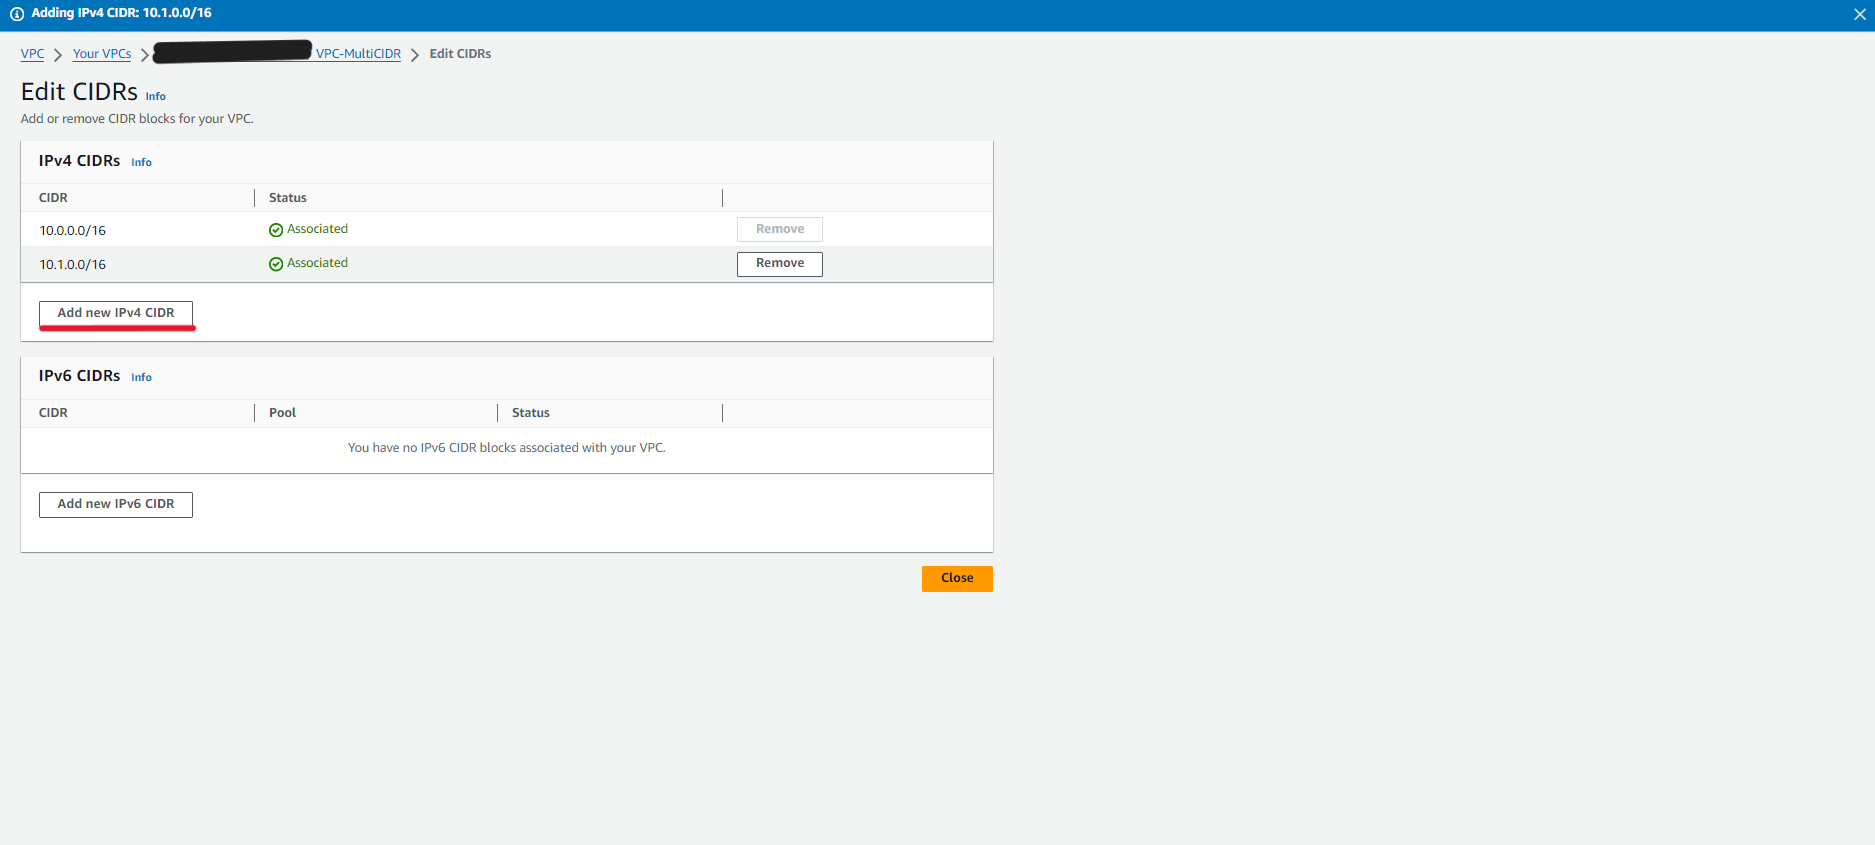 Adding IPv4 CIDR: 10.1.0.0/16
VPC Your VPCs VPC-MultiCIDR Edit CIDRs
Edit CIDRs Info
Add or remove CIDR blocks for your VPC.
IPv4 CIDRs Info
CIDR Status
10.0.0.0/16 Associated Remove
10.1.0.0/16 Associated Remove
Add new IPv4 CIDR
IPv6 CIDRs Info
CIDR Pool Status
You have no IPv6 CIDR blocks associated with your VPC.
Add new IPv6 CIDR
Close